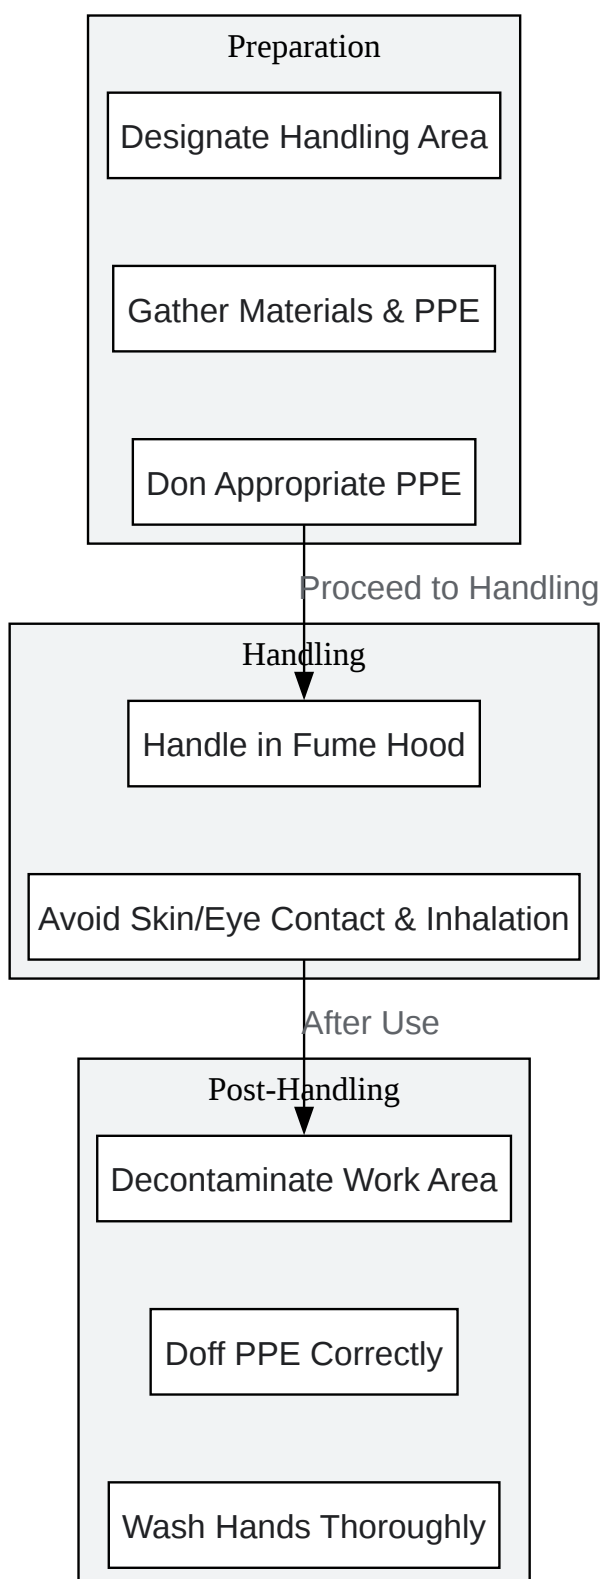 Preparation
Designate Handling Area
Gather Materials & PPE
Don Appropriate PPE
Proceed to Handling
Handling
Handle in Fume Hood
Avoid Skin/Eye Contact & Inhalation
After Use
Post-Handling
Decontaminate Work Area
Doff PPE Correctly
Wash Hands Thoroughly